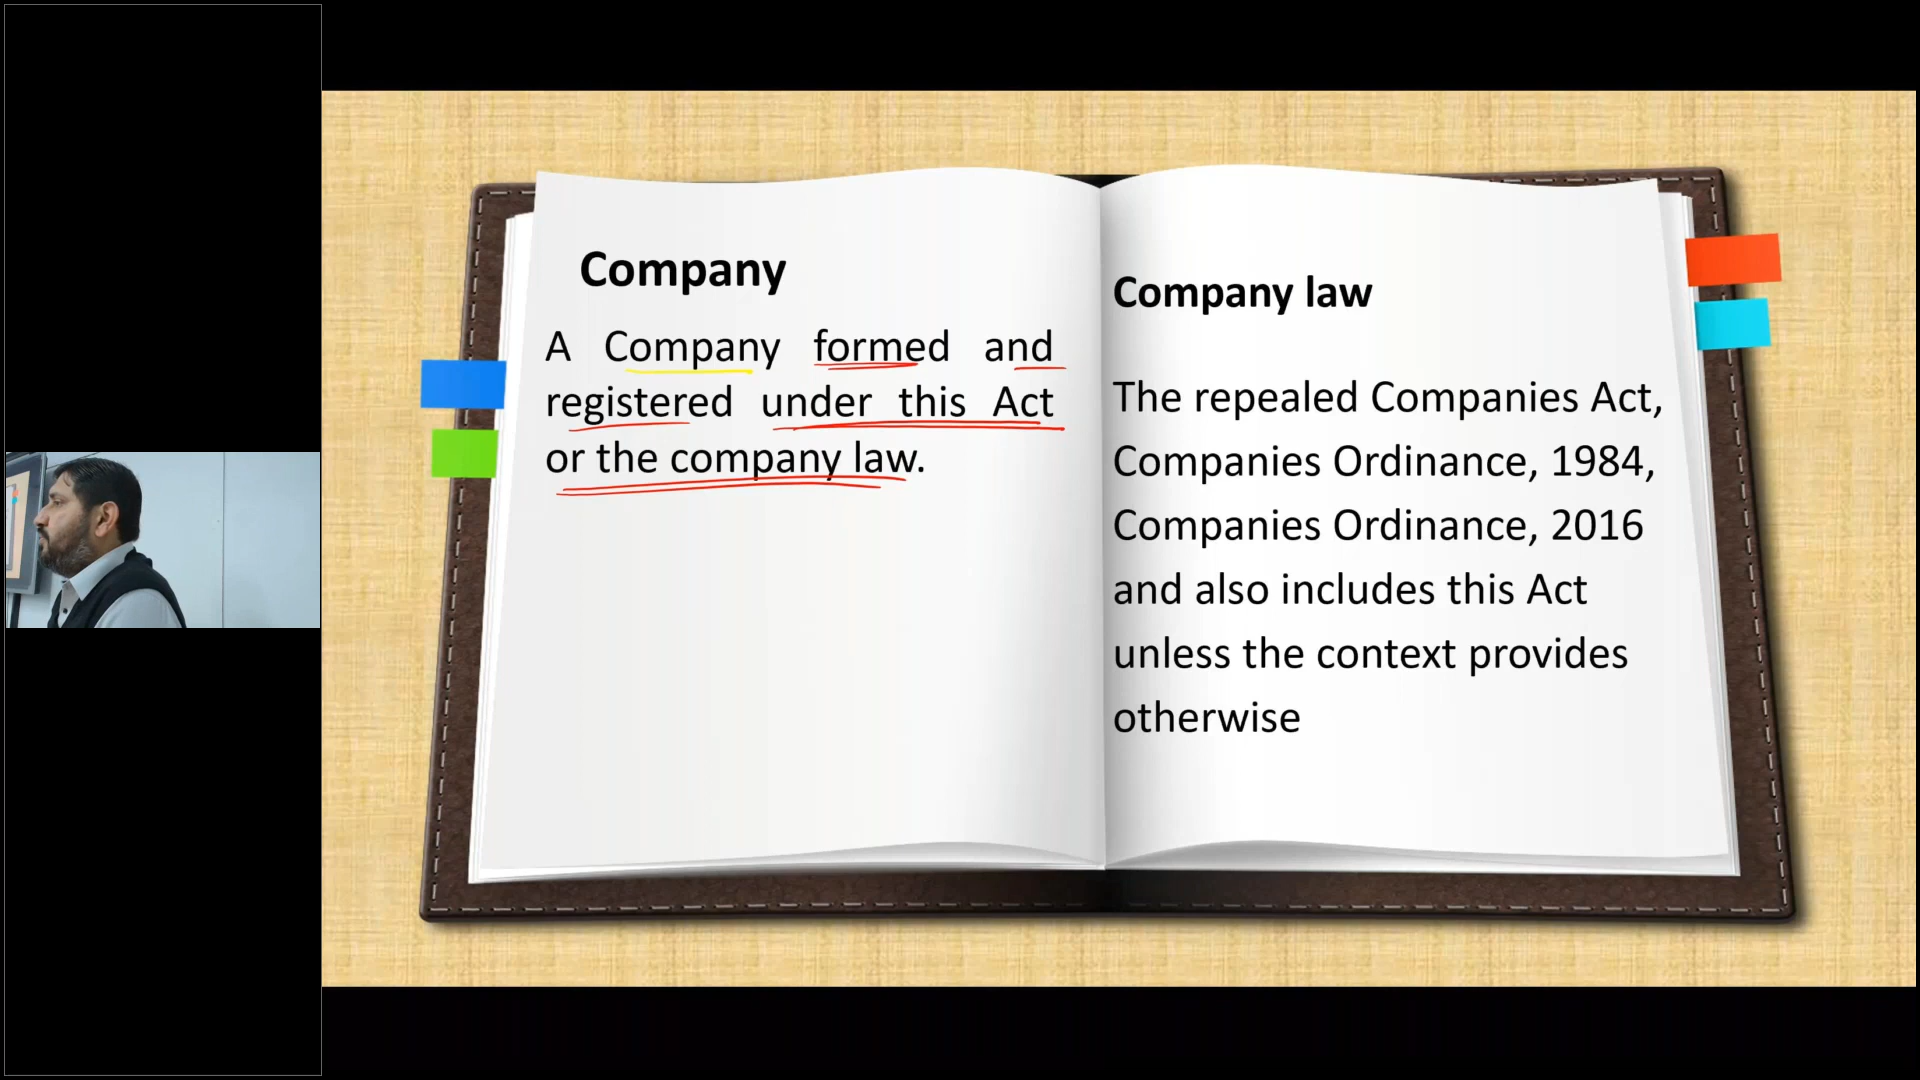 Company
A Company formed and
registered under this Act
or the company law.
Company law
The repealed Companies Act,
Companies Ordinance, 1984,
Companies Ordinance, 2016
and also includes this Act
unless the context provides
otherwise